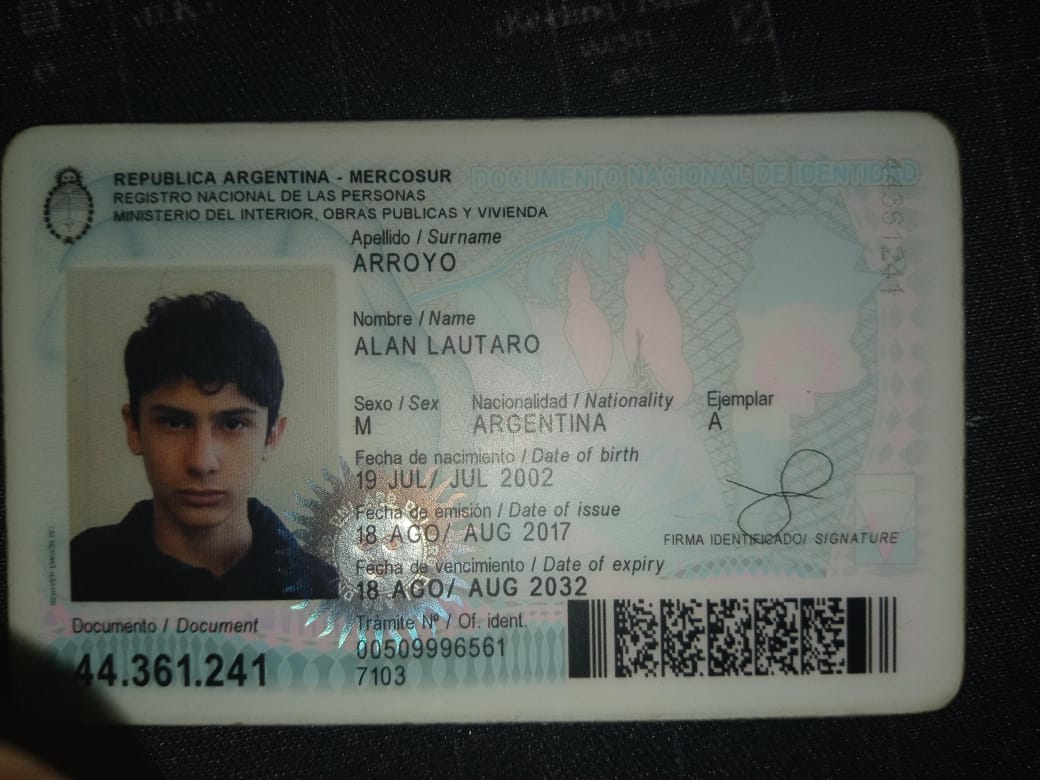 REPUBLICA ARGENTINA - MERCOSUR
DOCUMENTO NACIONAL DE IDENTIDAD
REGISTRO NACIONAL DE LAS PERSONAS
MINISTERIO DEL INTERIOR, OBRAS PUBLICAS Y VIVIENDA
Apellido / Surname
ARROYO
Nombre / Name
ALAN LAUTARO
Sexo / Sex Nacionalidad / Nationality Ejemplar
M ARGENTINA A
Fecha de nacimiento / Date of birth
19 JUL/ JUL 2002
Fecha de emisión / Date of issue
18 AGO/ AUG 2017
FIRMA IDENTIFICADO/ SIGNATURE
Fecha de vencimiento / Date of expiry
18 AGO/ AUG 2032
Documento / Document
44.361.241
Trámite Nº / Of. ident.
00509996561
7103
44361241